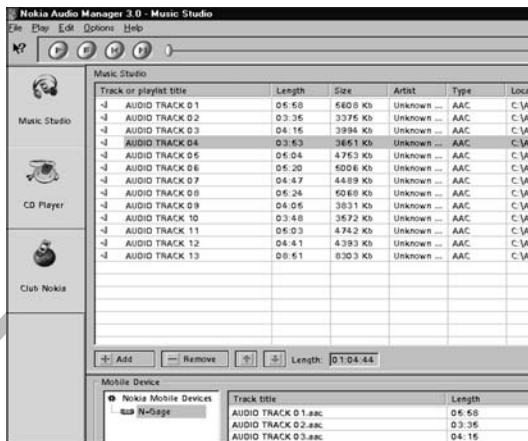 Nokia Audio Manager 3.0 - Music Studio
File Play Edit Options Help
Music Studio
Track or playlist title Length Size Artist Type Loca
AUDIO TRACK 01 05:58 5608 Kb Unknown ... AAC C:\A
AUDIO TRACK 02 03:35 3375 Kb Unknown ... AAC C:\A
AUDIO TRACK 03 04:15 3994 Kb Unknown ... AAC C:\A
AUDIO TRACK 04 03:53 3651 Kb Unknown ... AAC C:\A
AUDIO TRACK 05 05:04 4753 Kb Unknown ... AAC C:\A
AUDIO TRACK 06 05:20 5006 Kb Unknown ... AAC C:\A
AUDIO TRACK 07 04:47 4489 Kb Unknown ... AAC C:\A
AUDIO TRACK 08 05:24 5068 Kb Unknown ... AAC C:\A
AUDIO TRACK 09 04:05 3831 Kb Unknown ... AAC C:\A
AUDIO TRACK 10 03:48 3572 Kb Unknown ... AAC C:\A
AUDIO TRACK 11 05:03 4742 Kb Unknown ... AAC C:\A
AUDIO TRACK 12 04:41 4393 Kb Unknown ... AAC C:\A
AUDIO TRACK 13 08:51 8303 Kb Unknown ... AAC C:\A
Music Studio
CD Player
Club Nokia
Add Remove Length: 01:04:44
Mobile Device
Nokia Mobile Devices
N-Gage
Track title Length
AUDIO TRACK 01.aac 05:58
AUDIO TRACK 02.aac 03:35
AUDIO TRACK 03.aac 04:15